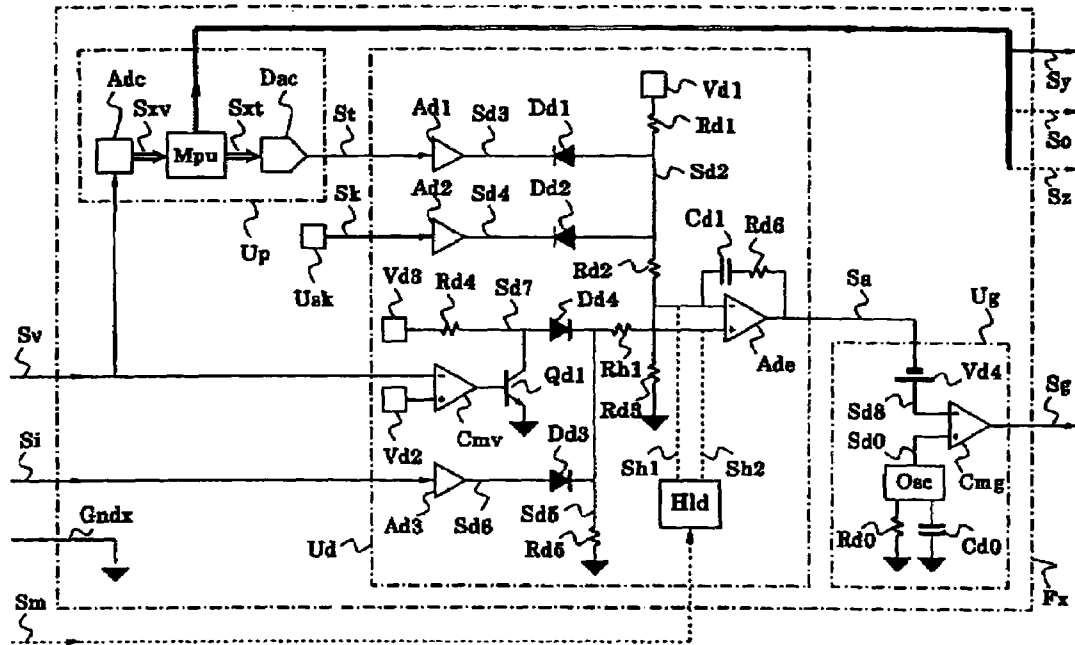 Adc
Sxv
Sxt
Dac
St
Mpu
Up
Sk
Usk
Ad1
Sd3
Dd1
Ad2
Sd4
Dd2
Vd1
Rd1
Sd2
Cd1
Rd6
Rd2
Sy
So
Sz
Vd3
Rd4
Sd7
Dd4
Rh1
Ade
Sa
Ug
Sv
Vd2
Cmv
Qd1
Rd3
Vd4
Sd8
Sg
Sd0
Cmg
Osc
Rd0
Cd0
Si
Ad3
Sd6
Dd3
Sd5
Rd5
Sh1
Sh2
Hld
Gndx
Ud
Fx
Sm